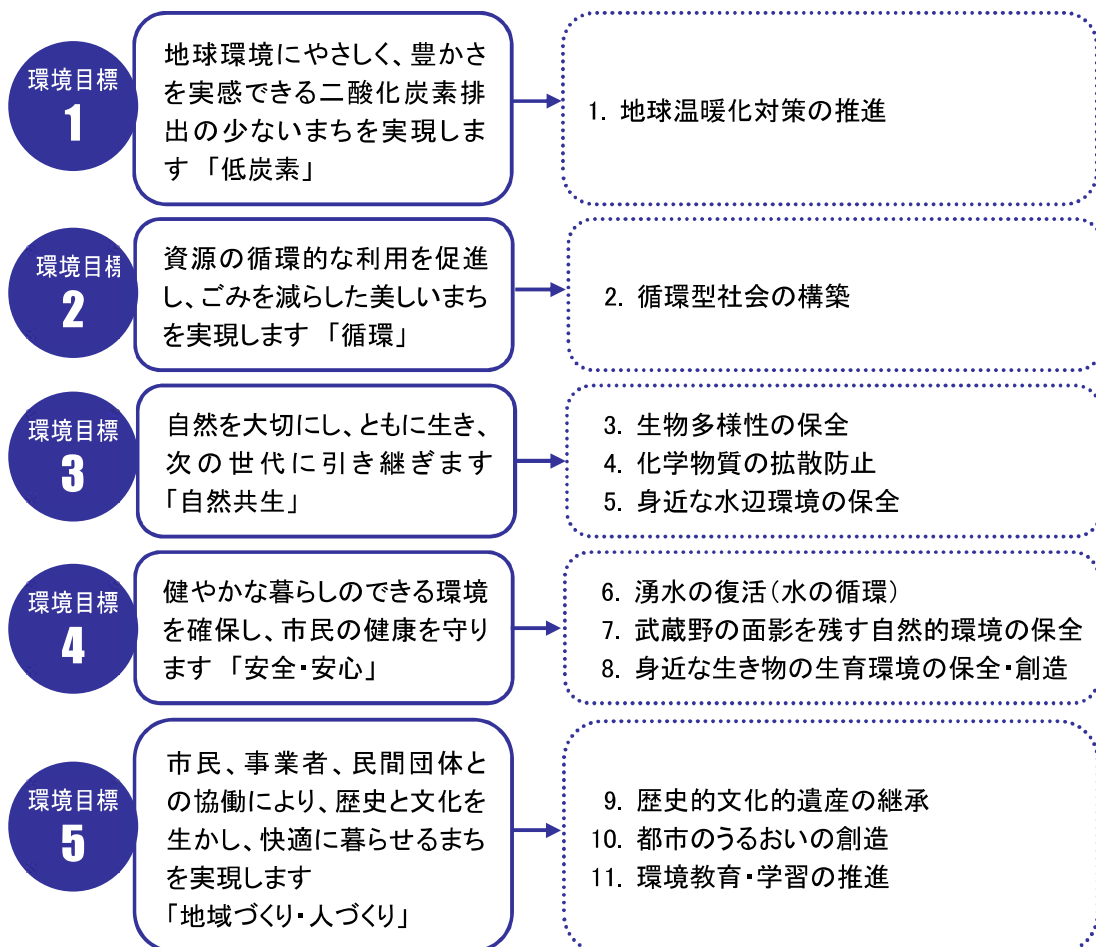 環境目標
1
地球環境にやさしく、豊かさ
を実感できる二酸化炭素排
出の少ないまちを実現しま
す 「低炭素」
1. 地球温暖化対策の推進
環境目標
2
資源の循環的な利用を促進
し、ごみを減らした美しいまち
を実現します 「循環」
2. 循環型社会の構築
環境目標
3
自然を大切にし、ともに生き、
次の世代に引き継ぎます
「自然共生」
3. 生物多様性の保全
4. 化学物質の拡散防止
5. 身近な水辺環境の保全
環境目標
4
健やかな暮らしのできる環境
を確保し、市民の健康を守り
ます 「安全・安心」
6. 湧水の復活(水の循環)
7. 武蔵野の面影を残す自然的環境の保全
8. 身近な生き物の生育環境の保全・創造
環境目標
5
市民、事業者、民間団体と
の協働により、歴史と文化を
生かし、快適に暮らせるまち
を実現します
「地域づくり・人づくり」
9. 歴史的文化的遺産の継承
10. 都市のうるおいの創造
11. 環境教育・学習の推進